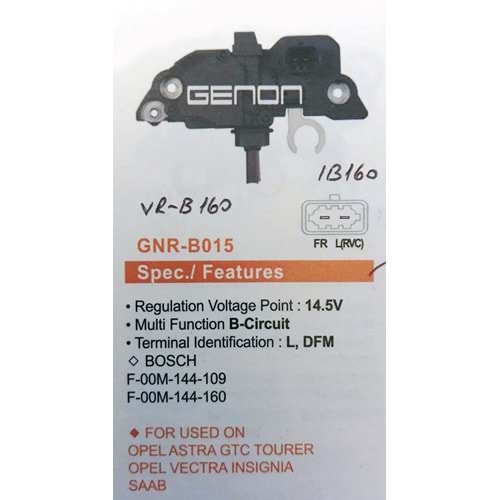 GENON
IB160
VR-B160
FR L(RVC)
GNR-B015
Spec./ Features
• Regulation Voltage Point : 14.5V
• Multi Function B-Circuit
• Terminal Identification : L, DFM
◇ BOSCH
F-00M-144-109
F-00M-144-160
◆ FOR USED ON
OPEL ASTRA GTC TOURER
OPEL VECTRA INSIGNIA
SAAB